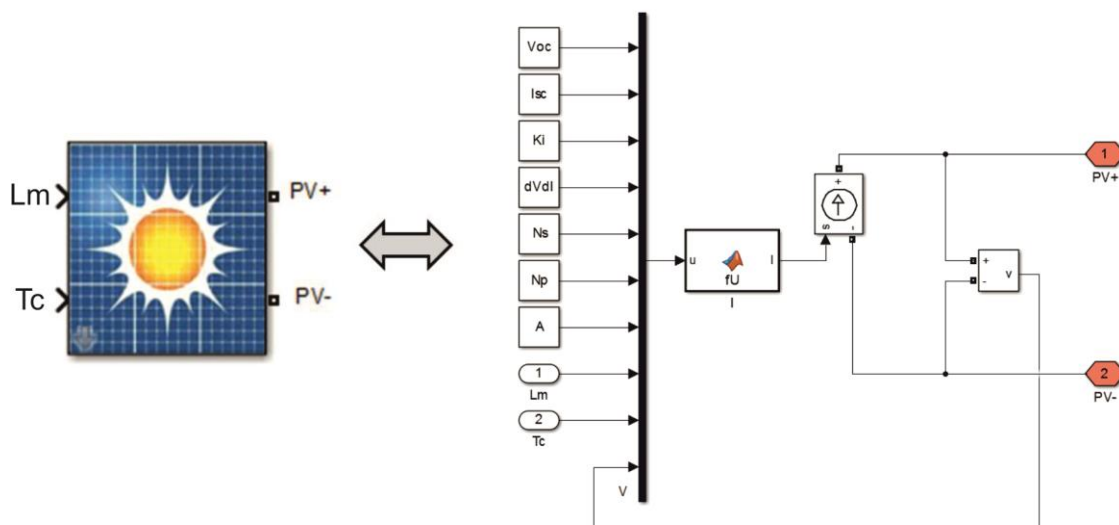 Lm
Tc
PV+
PV-
Voc
Isc
Ki
dVdI
Ns
Np
A
1
Lm
2
Tc
V
u
fU
I
I
+
s
-
+
-
v
1
PV+
2
PV-